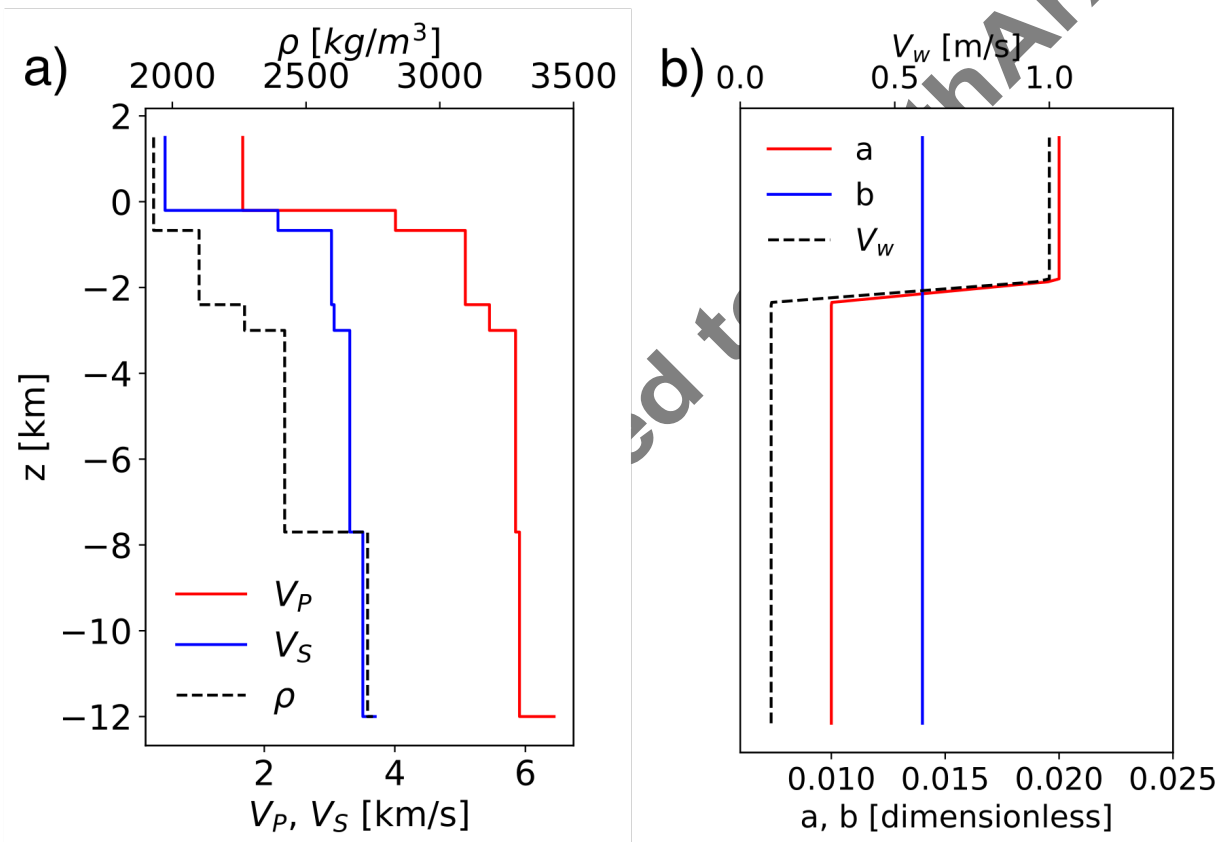 a)
ρ [kg/m³]
2000 2500 3000 3500
2
0
−2
−4
−6
−8
−10
−12
z [km]
V_P
V_S
ρ
2 4 6
V_P, V_S [km/s]
b)
V_w [m/s]
0.0 0.5 1.0
a
b
V_w
0.010 0.015 0.020 0.025
a, b [dimensionless]